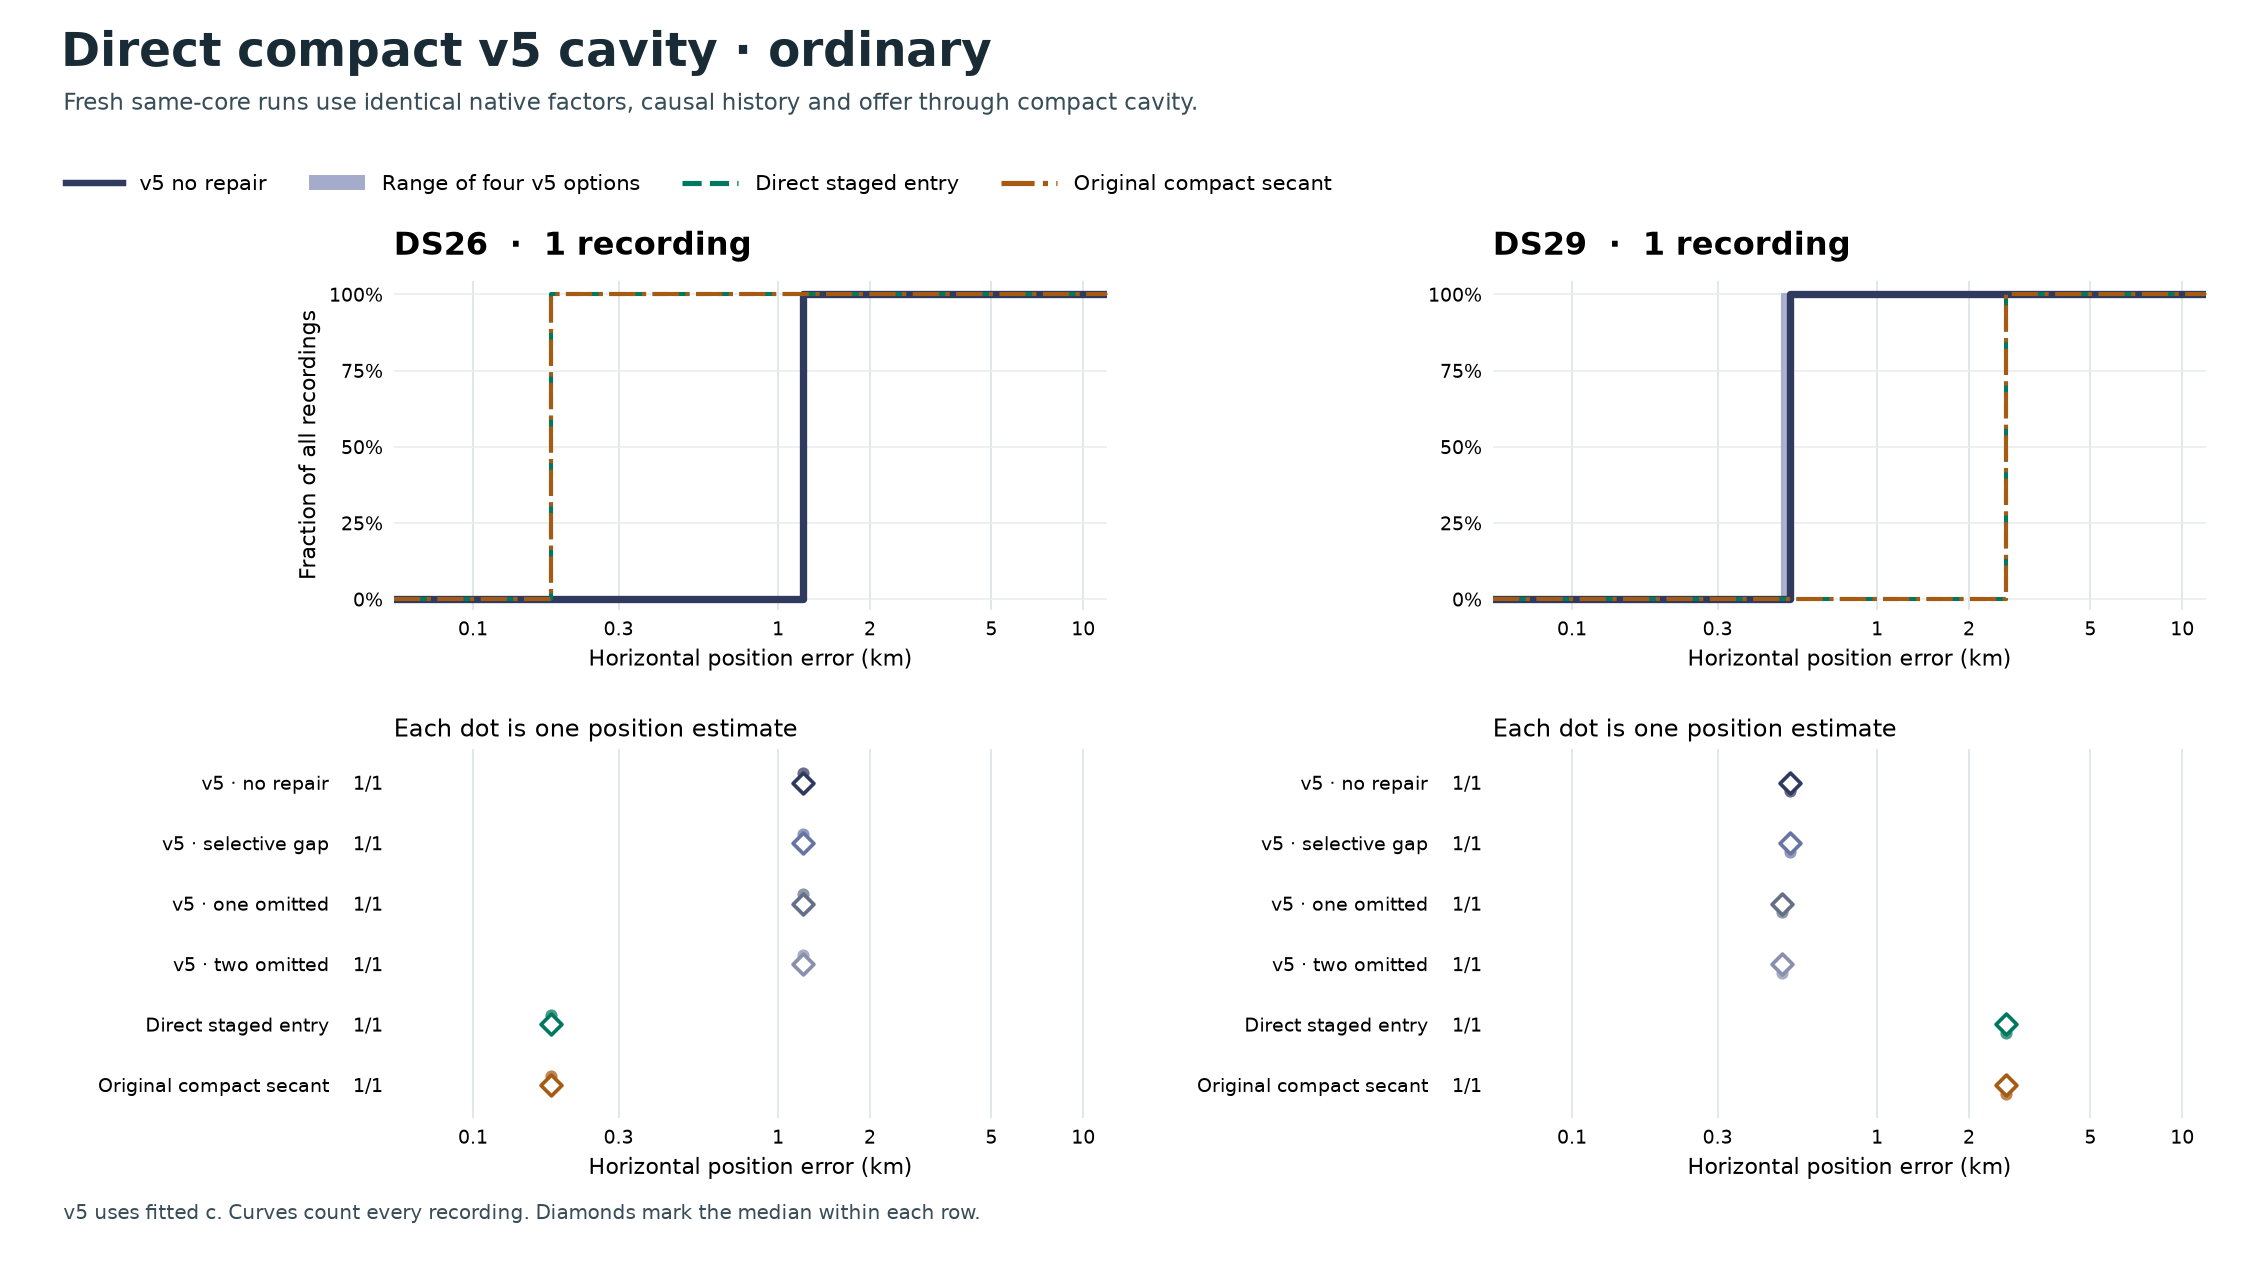 Direct compact v5 cavity · ordinary
Fresh same-core runs use identical native factors, causal history and offer through compact cavity.
v5 no repair
Range of four v5 options
Direct staged entry
Original compact secant
DS26 · 1 recording
Fraction of all recordings
100%
75%
50%
25%
0%
0.1 0.3 1 2 5 10
Horizontal position error (km)
DS29 · 1 recording
100%
75%
50%
25%
0%
0.1 0.3 1 2 5 10
Horizontal position error (km)
Each dot is one position estimate
v5 · no repair 1/1
v5 · selective gap 1/1
v5 · one omitted 1/1
v5 · two omitted 1/1
Direct staged entry 1/1
Original compact secant 1/1
0.1 0.3 1 2 5 10
Horizontal position error (km)
Each dot is one position estimate
v5 · no repair 1/1
v5 · selective gap 1/1
v5 · one omitted 1/1
v5 · two omitted 1/1
Direct staged entry 1/1
Original compact secant 1/1
0.1 0.3 1 2 5 10
Horizontal position error (km)
v5 uses fitted c. Curves count every recording. Diamonds mark the median within each row.